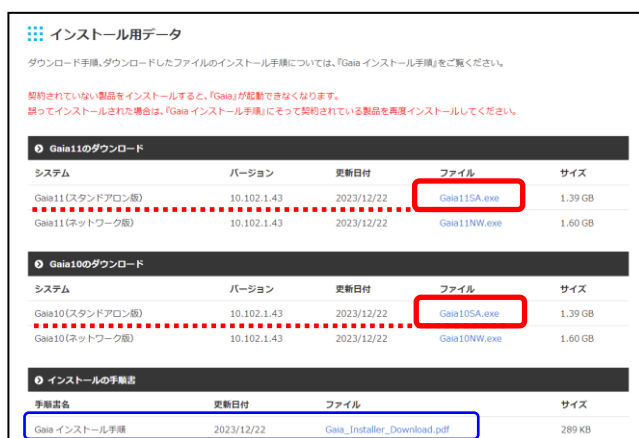 インストール用データ
ダウンロード手順、ダウンロードしたファイルのインストール手順については、『Gaia インストール手順』をご覧ください。
契約されていない製品をインストールすると、『Gaia』が起動できなくなります。
誤ってインストールされた場合は、『Gaia インストール手順』にそって契約されている製品を再度インストールしてください。
Gaia11のダウンロード
システム バージョン 更新日付 ファイル サイズ
Gaia11(スタンドアロン版) 10.102.1.43 2023/12/22 Gaia11SA.exe 1.39 GB
Gaia11(ネットワーク版) 10.102.1.43 2023/12/22 Gaia11NW.exe 1.60 GB
Gaia10のダウンロード
システム バージョン 更新日付 ファイル サイズ
Gaia10(スタンドアロン版) 10.102.1.43 2023/12/22 Gaia10SA.exe 1.39 GB
Gaia10(ネットワーク版) 10.102.1.43 2023/12/22 Gaia10NW.exe 1.60 GB
インストールの手順書
手順書名 更新日付 ファイル サイズ
Gaia インストール手順 2023/12/22 Gaia_Installer_Download.pdf 289 KB